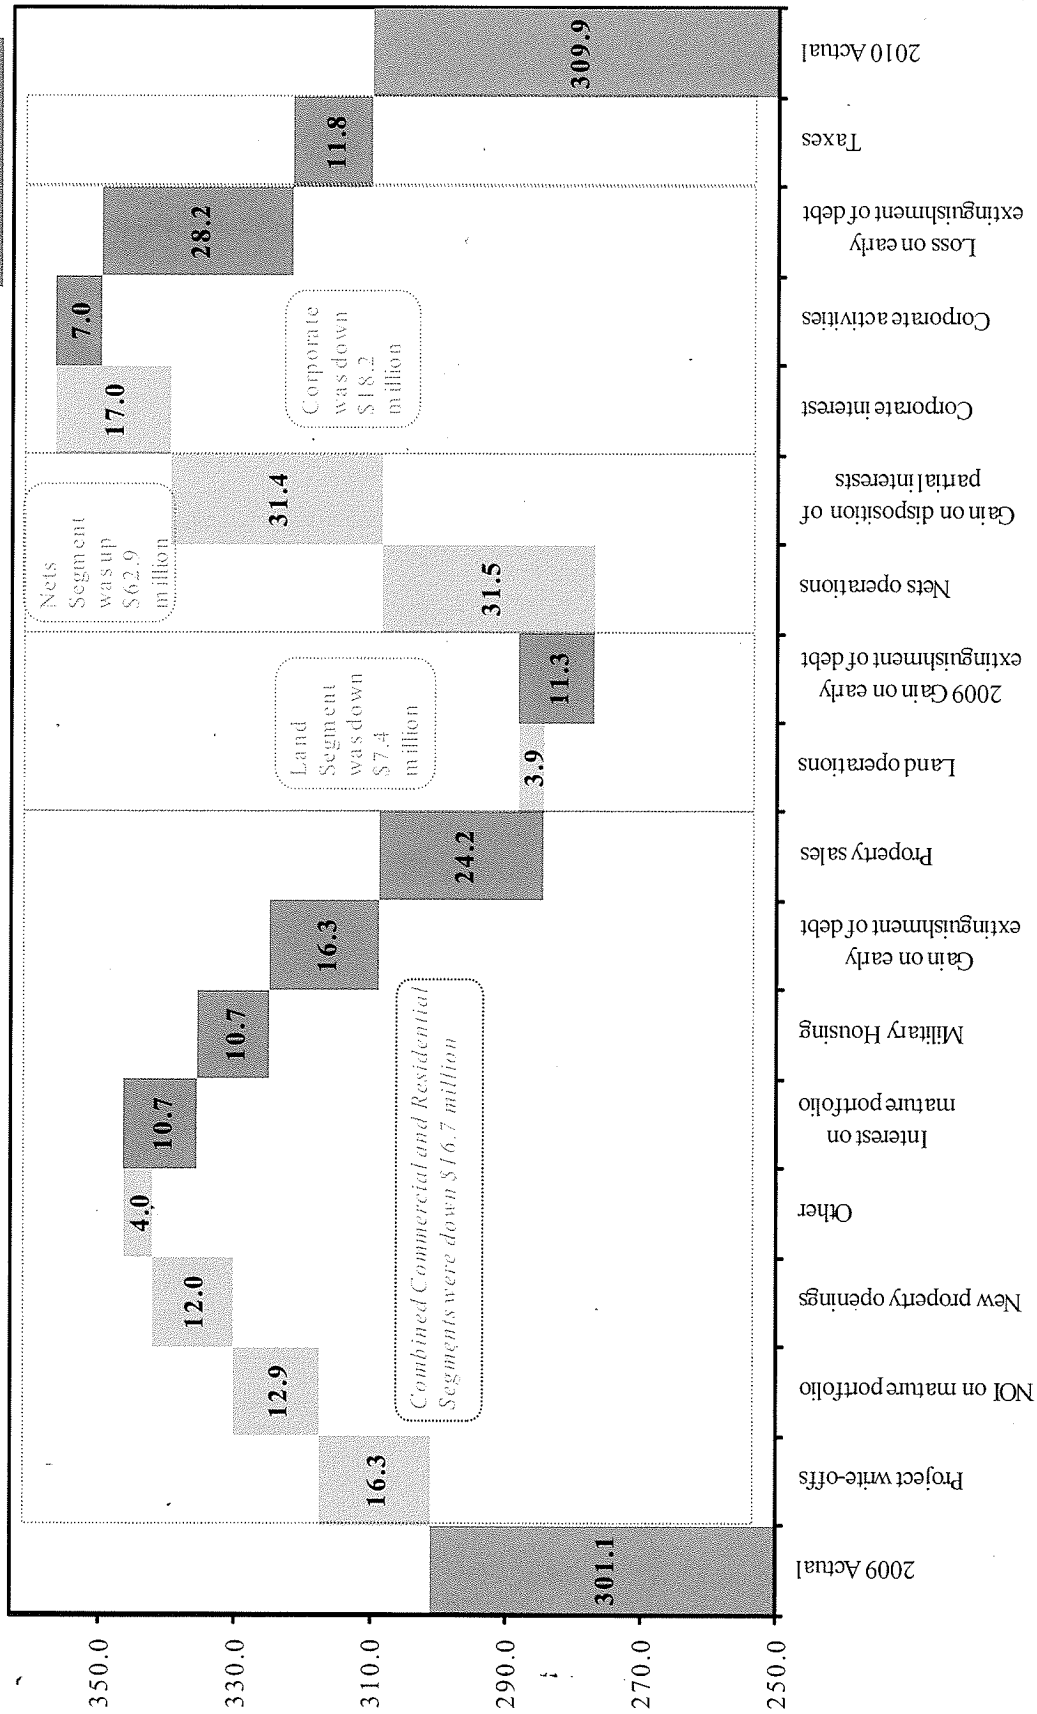 350.0
330.0
310.0
290.0
270.0
250.0
301.1
16.3
12.9
12.0
4.0
10.7
10.7
16.3
24.2
3.9
11.3
31.5
31.4
17.0
7.0
28.2
11.8
309.9
Combined Commercial and Residential
Segments were down $16.7 million
Land
Segment
was down
$7.4
million
Nets
Segment
was up
$62.9
million
Corporate
was down
$18.2
million
2009 Actual
Project write-offs
NOI on mature portfolio
New property openings
Other
Interest on
mature portfolio
Military Housing
Gain on early
extinguishment of debt
Property sales
Land operations
2009 Gain on early
extinguishment of debt
Nets operations
Gain on disposition of
partial interests
Corporate interest
Corporate activities
Loss on early
extinguishment of debt
Taxes
2010 Actual